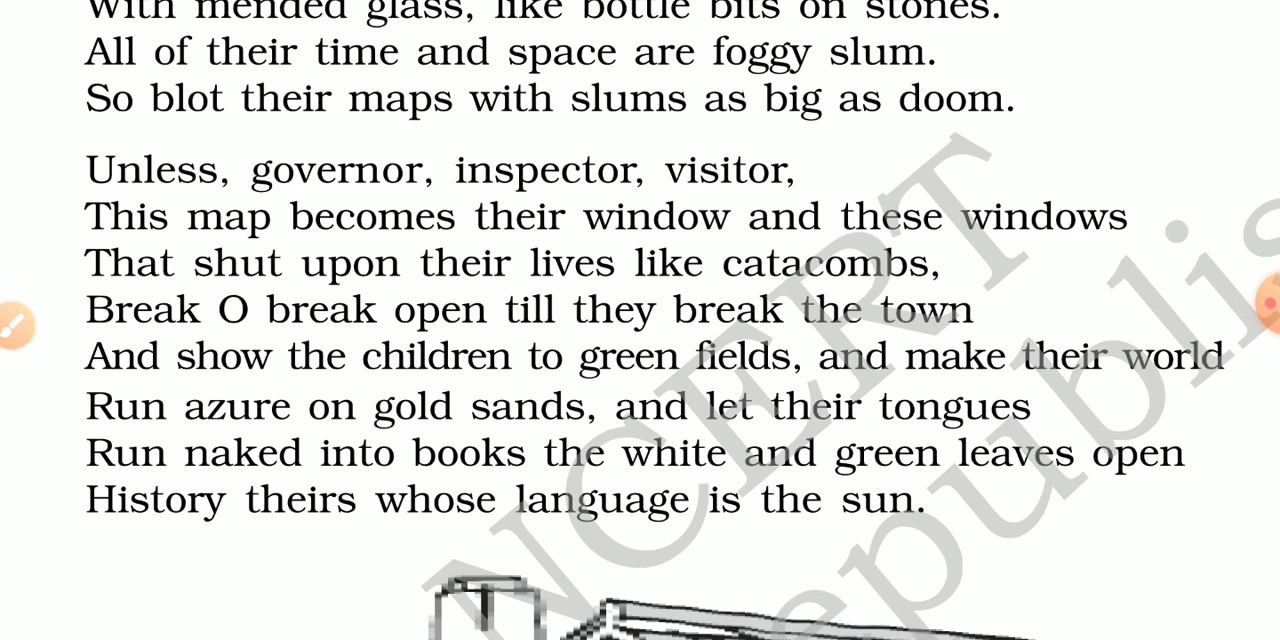 With mended glass, like bottle bits on stones.
All of their time and space are foggy slum.
So blot their maps with slums as big as doom.
Unless, governor, inspector, visitor,
This map becomes their window and these windows
That shut upon their lives like catacombs,
Break O break open till they break the town
And show the children to green fields, and make their world
Run azure on gold sands, and let their tongues
Run naked into books the white and green leaves open
History theirs whose language is the sun.
NCERT
republis